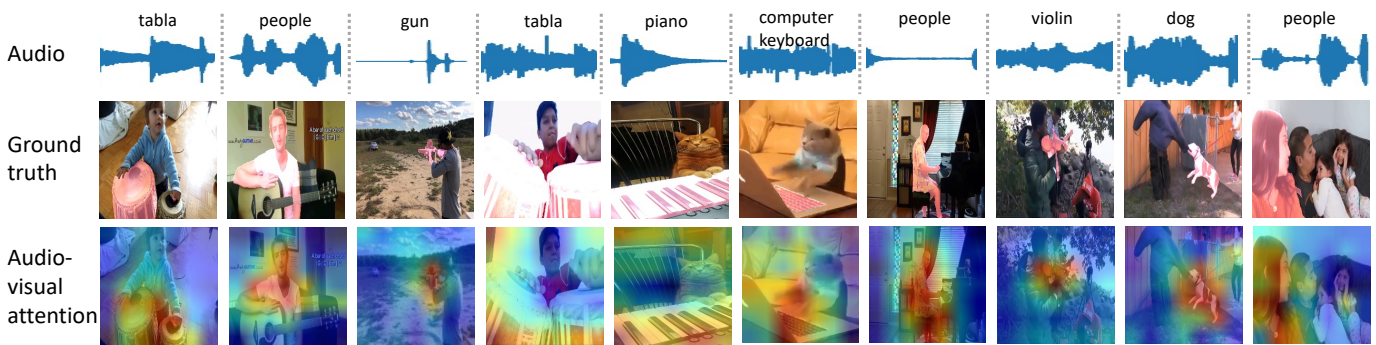 tabla people gun tabla piano computer keyboard people violin dog people
Audio
Ground truth
Audio-visual attention